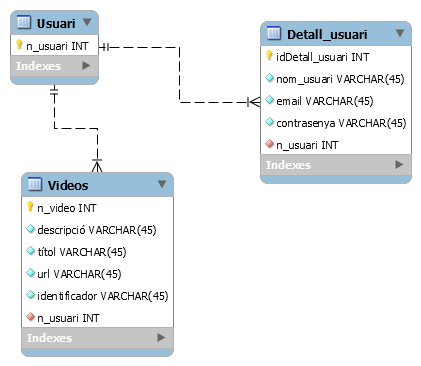 Usuari
n_usuari INT
Indexes
Detall_usuari
idDetall_usuari INT
nom_usuari VARCHAR(45)
email VARCHAR(45)
contrasenya VARCHAR(45)
n_usuari INT
Indexes
Videos
n_video INT
descripció VARCHAR(45)
títol VARCHAR(45)
url VARCHAR(45)
identificador VARCHAR(45)
n_usuari INT
Indexes